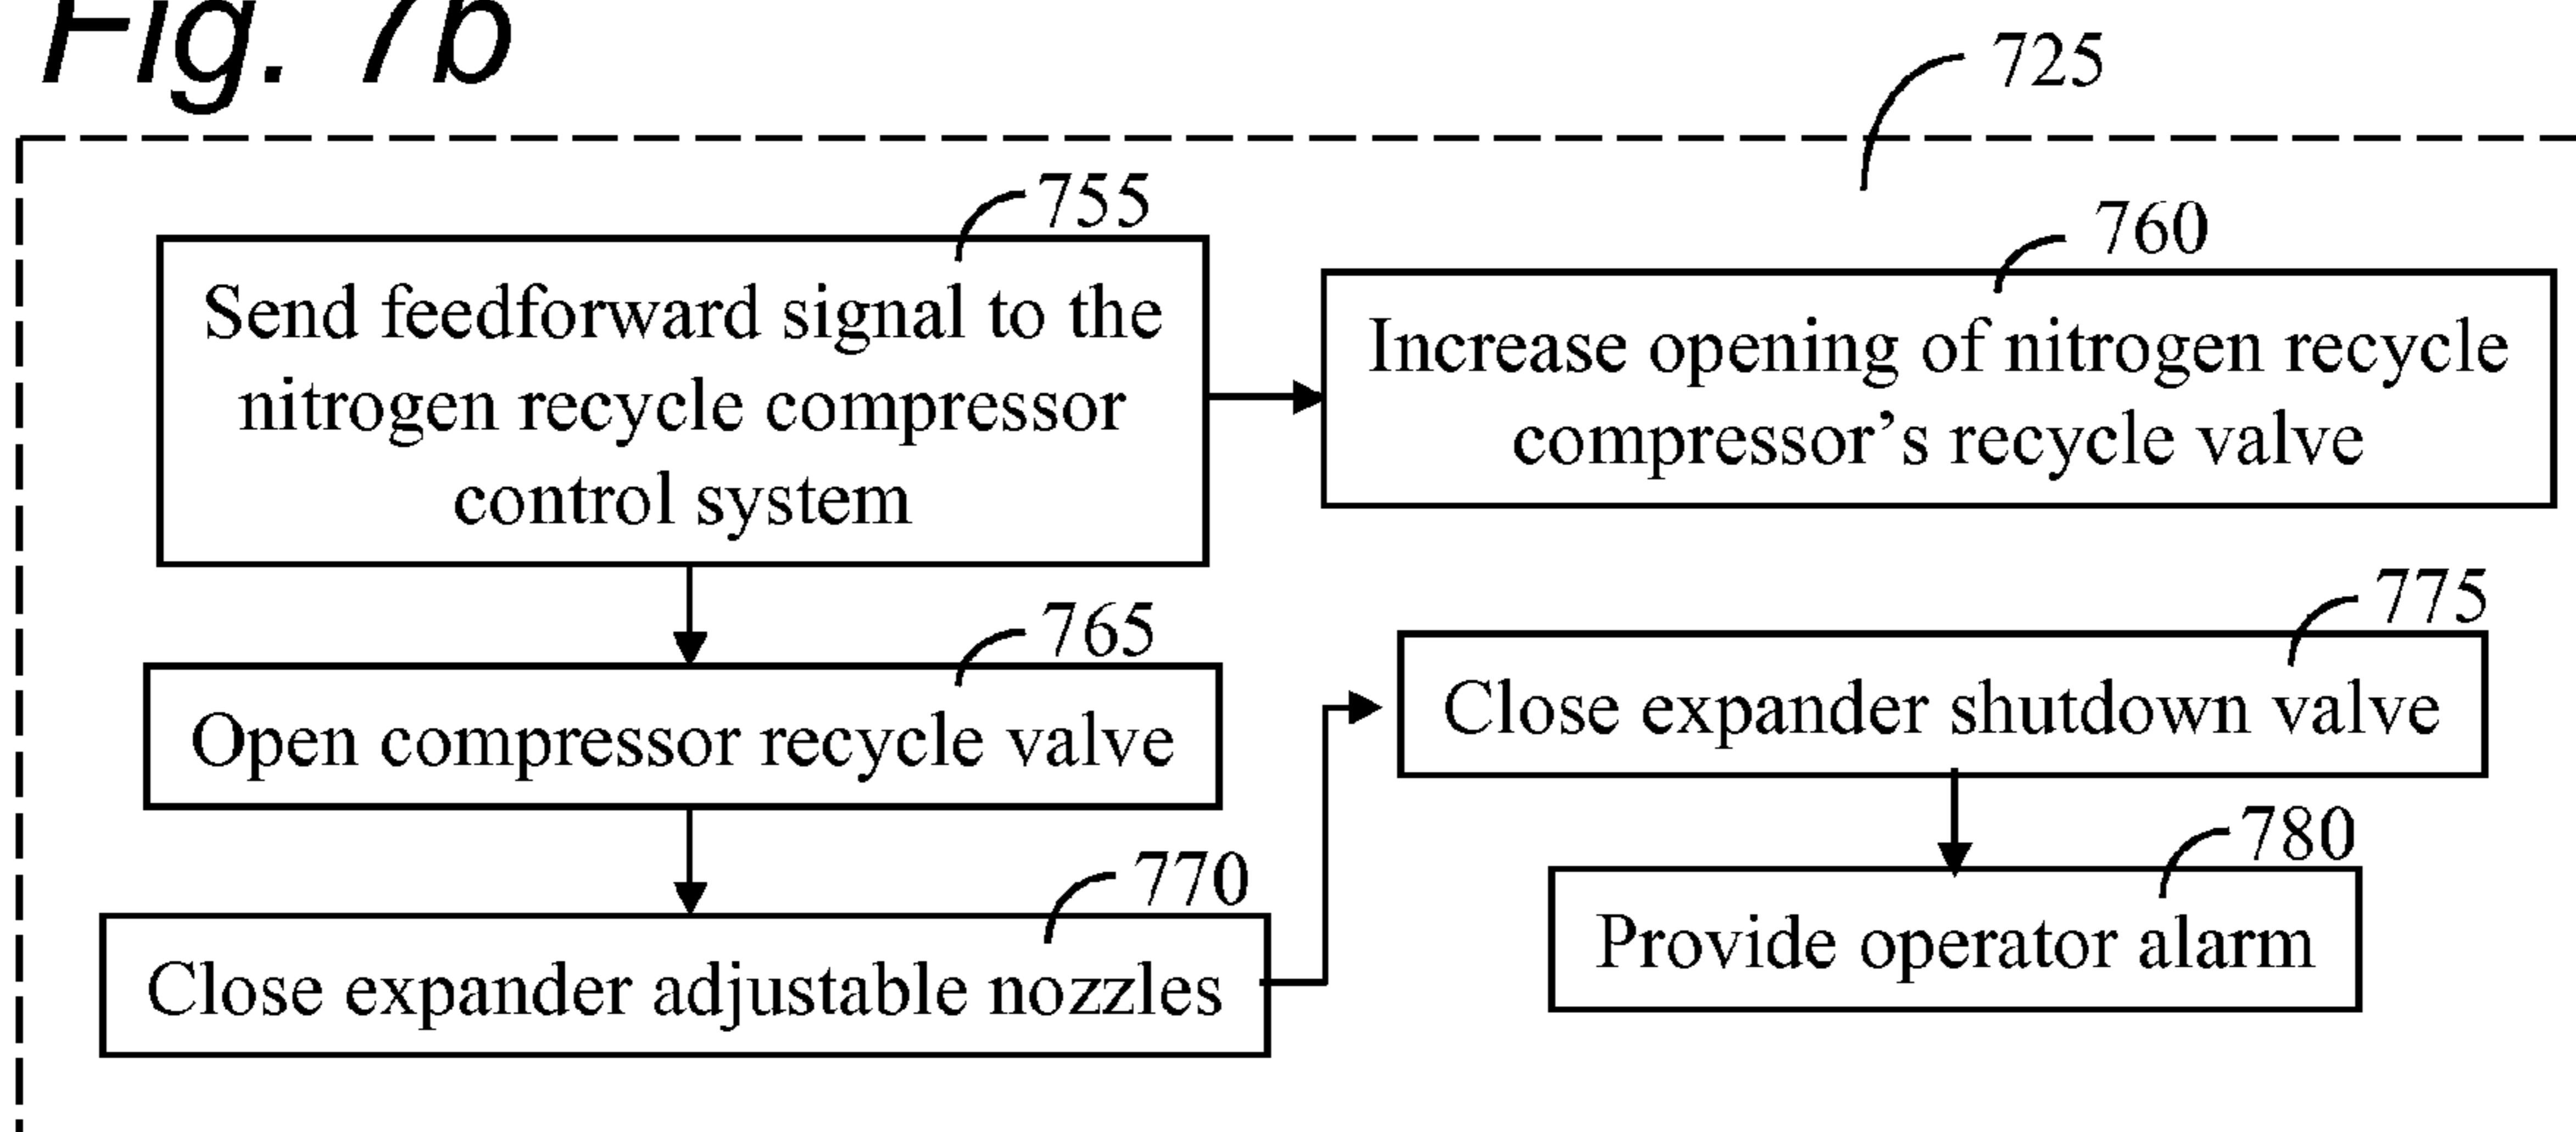 Fig. 7b
725
755
Send feedforward signal to the
nitrogen recycle compressor
control system
760
Increase opening of nitrogen recycle
compressor’s recycle valve
765
Open compressor recycle valve
770
Close expander adjustable nozzles
775
Close expander shutdown valve
780
Provide operator alarm